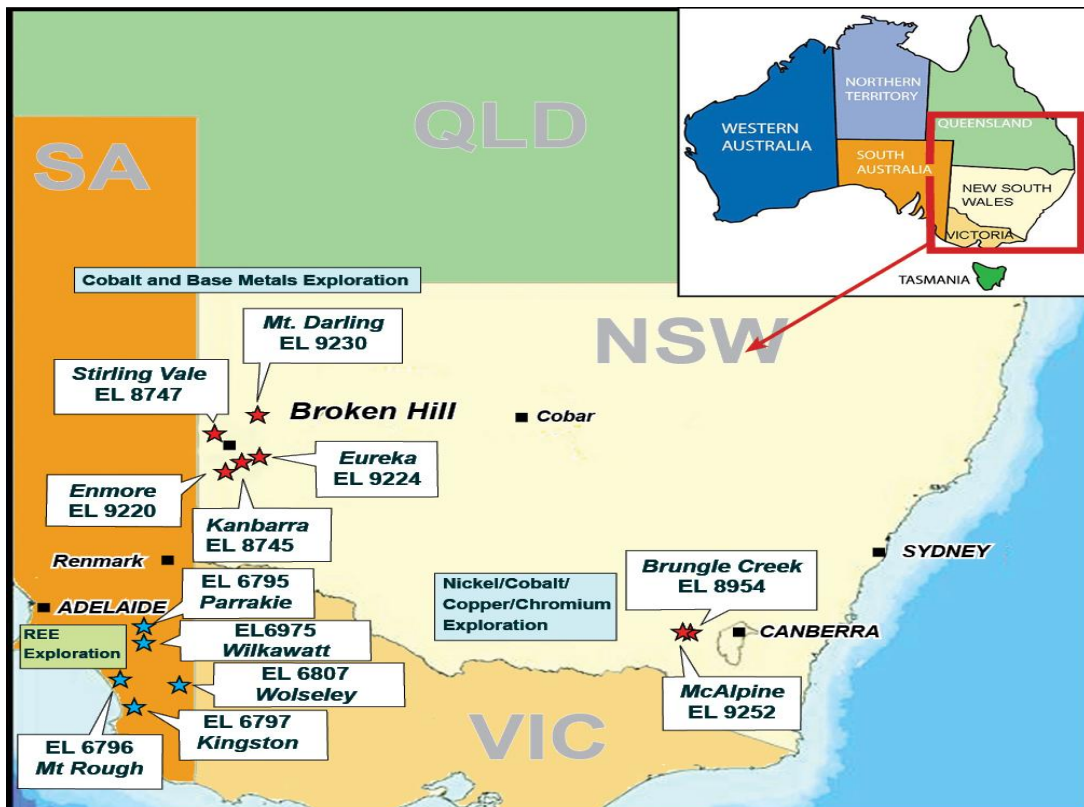 QLD
SA
NSW
VIC
WESTERN
AUSTRALIA
NORTHERN
TERRITORY
QUEENSLAND
SOUTH
AUSTRALIA
NEW SOUTH
WALES
VICTORIA
TASMANIA
Cobalt and Base Metals Exploration
Mt. Darling
EL 9230
Stirling Vale
EL 8747
Broken Hill
Cobar
Eureka
EL 9224
Enmore
EL 9220
Kanbarra
EL 8745
Renmark
ADELAIDE
REE
Exploration
EL 6795
Parrakie
EL6975
Wilkawatt
EL 6807
Wolseley
EL 6797
Kingston
EL 6796
Mt Rough
Nickel/Cobalt/
Copper/Chromium
Exploration
Brungle Creek
EL 8954
SYDNEY
CANBERRA
McAlpine
EL 9252